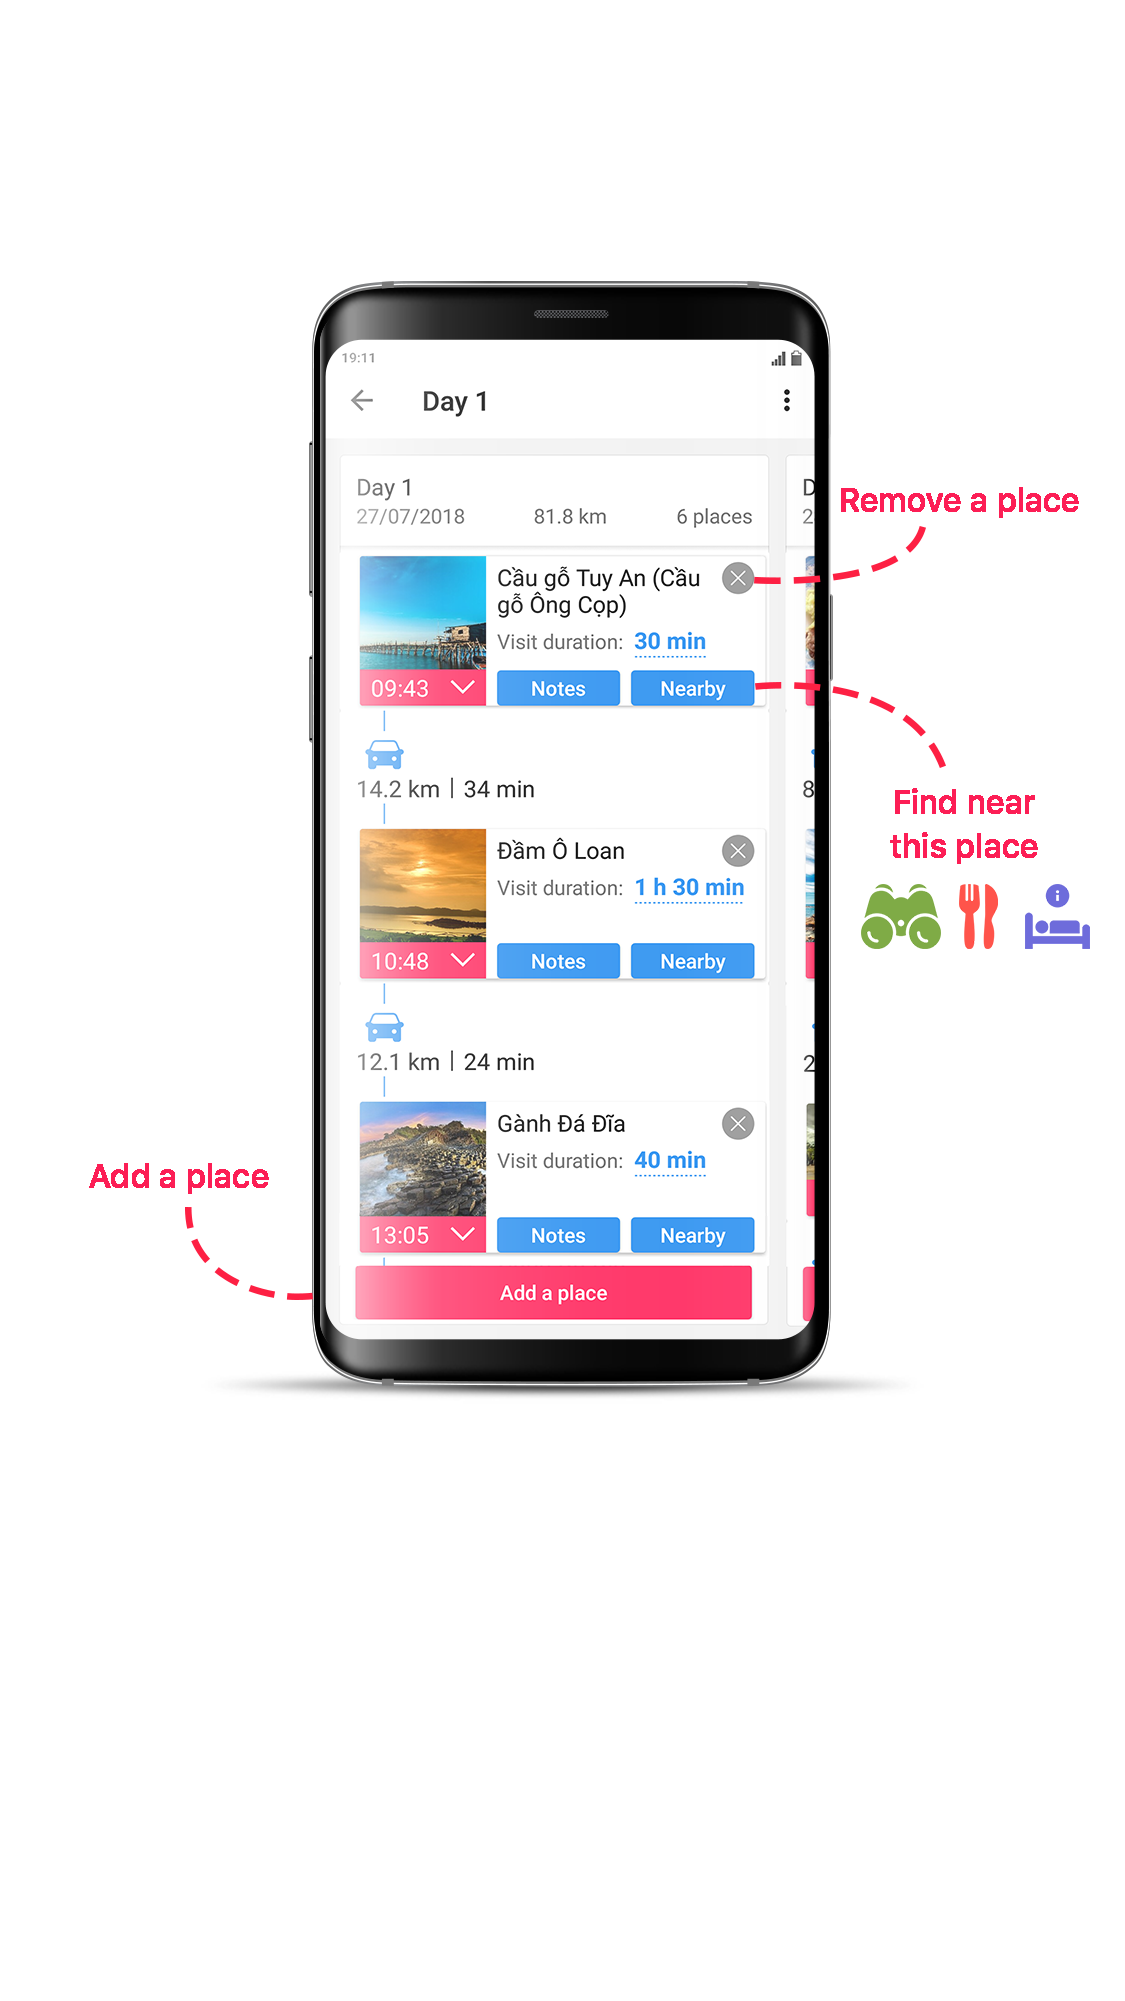 19:11
Day 1
Day 1
27/07/2018 81.8 km 6 places
D
2
Remove a place
Cầu gỗ Tuy An (Cầu
gỗ Ông Cọp)
Visit duration: 30 min
09:43 Notes Nearby
14.2 km | 34 min
8
Find near
this place
Đầm Ô Loan
Visit duration: 1 h 30 min
10:48 Notes Nearby
12.1 km | 24 min
2
Gành Đá Đĩa
Visit duration: 40 min
13:05 Notes Nearby
Add a place
Add a place